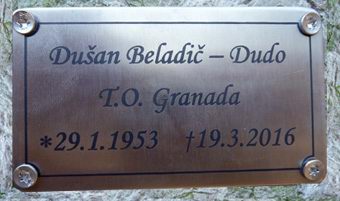 Dušan Beladič – Dudo
T.O. Granada
*29.1.1953 †19.3.2016